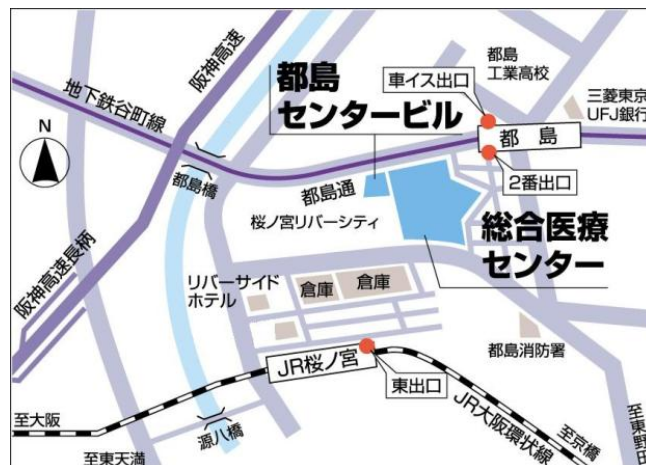 阪神高速
都島
工業高校
都島
センタービル
車イス出口
三菱東京
UFJ銀行
地下鉄谷町線
N
都島
都島橋
都島通
2番出口
桜ノ宮リバーシティ
総合医療
センター
阪神高速長柄
リバーサイド
ホテル
倉庫
倉庫
都島消防署
JR桜ノ宮
東出口
JR大阪環状線
至大阪
源八橋
至東天満
至京橋
至東野田